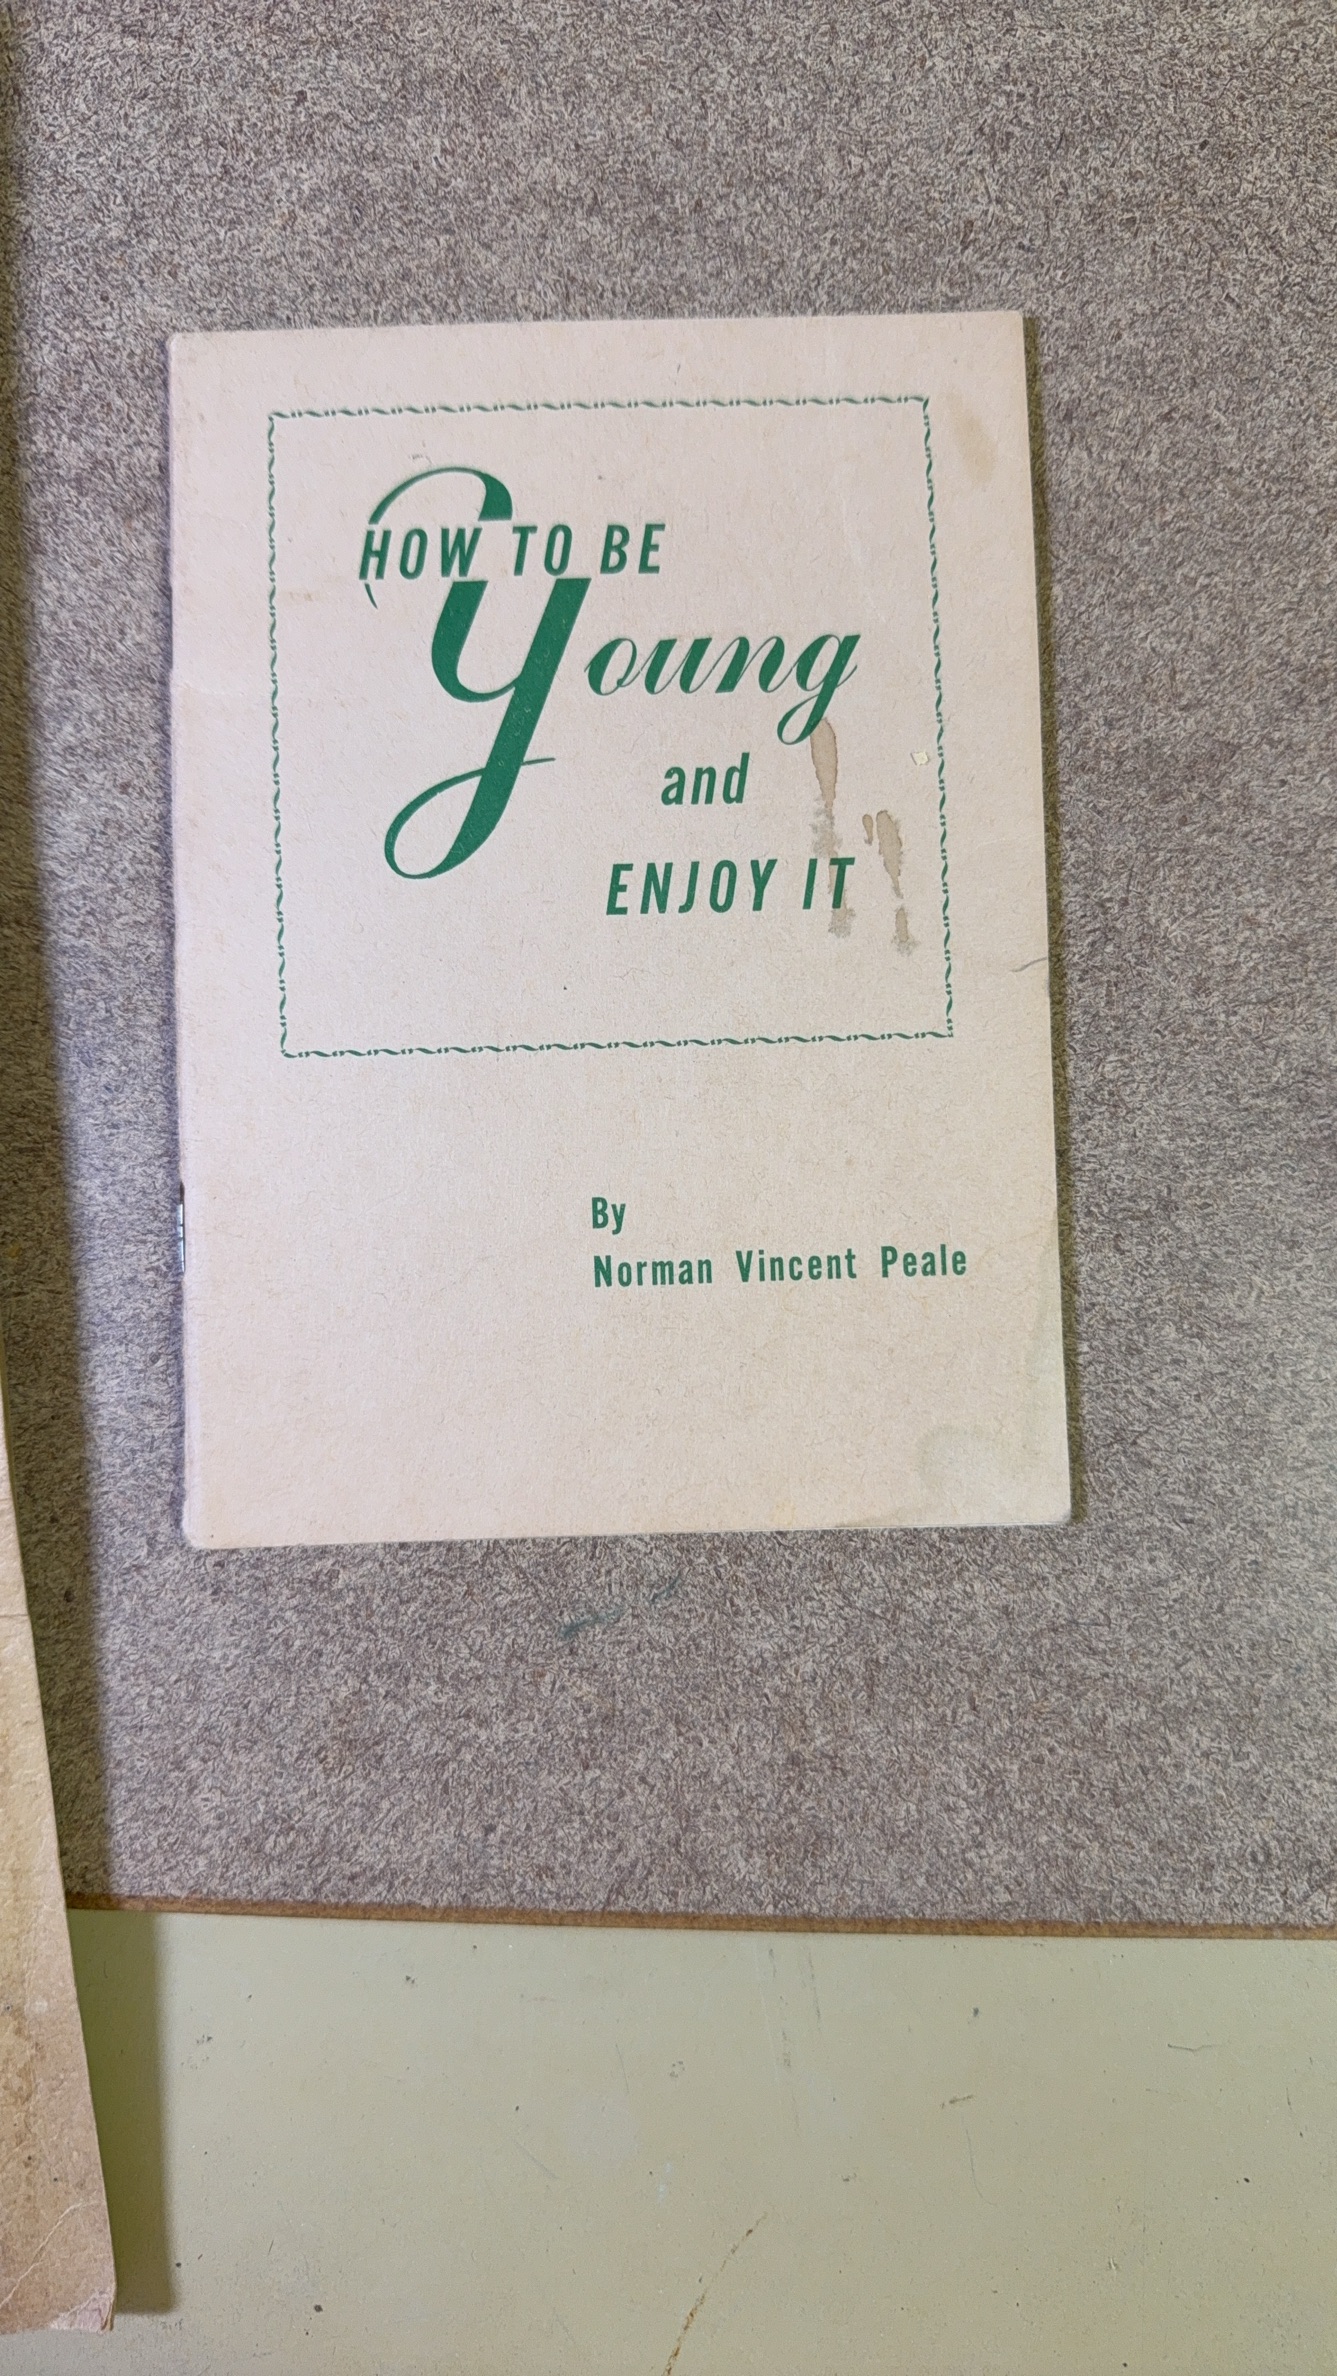 HOW TO BE
Young
and
ENJOY IT
By
Norman Vincent Peale